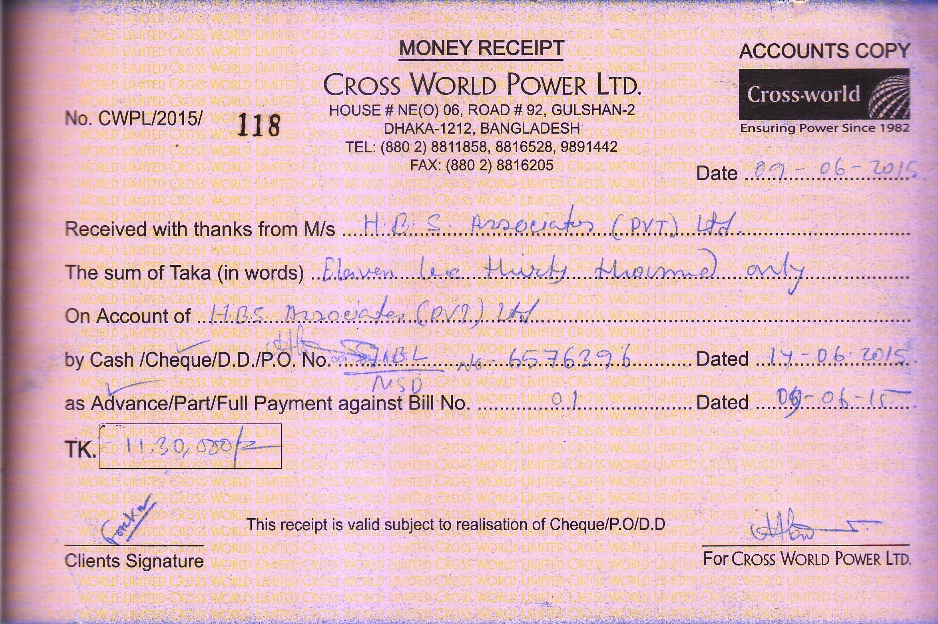 MONEY RECEIPT
ACCOUNTS COPY
CROSS WORLD POWER LTD.
Cross-world
Ensuring Power Since 1982
No. CWPL/2015/ 118
HOUSE # NE(O) 06, ROAD # 92, GULSHAN-2
DHAKA-1212, BANGLADESH
TEL: (880 2) 8811858, 8816528, 9891442
FAX: (880 2) 8816205
Date 09-06-2015
Received with thanks from M/s H.B.S. Associates (PVT) Ltd.
The sum of Taka (in words) Elaven lac thirty thousand only
On Account of HBS Associates (PVT) Ltd
by Cash /Cheque/D.D./P.O. No. No- 6576396 Dated 14-06-2015
MSD
as Advance/Part/Full Payment against Bill No. 01 Dated 09-06-15
TK. 11,30,000/=
This receipt is valid subject to realisation of Cheque/P.O/D.D
Clients Signature
For CROSS WORLD POWER LTD.